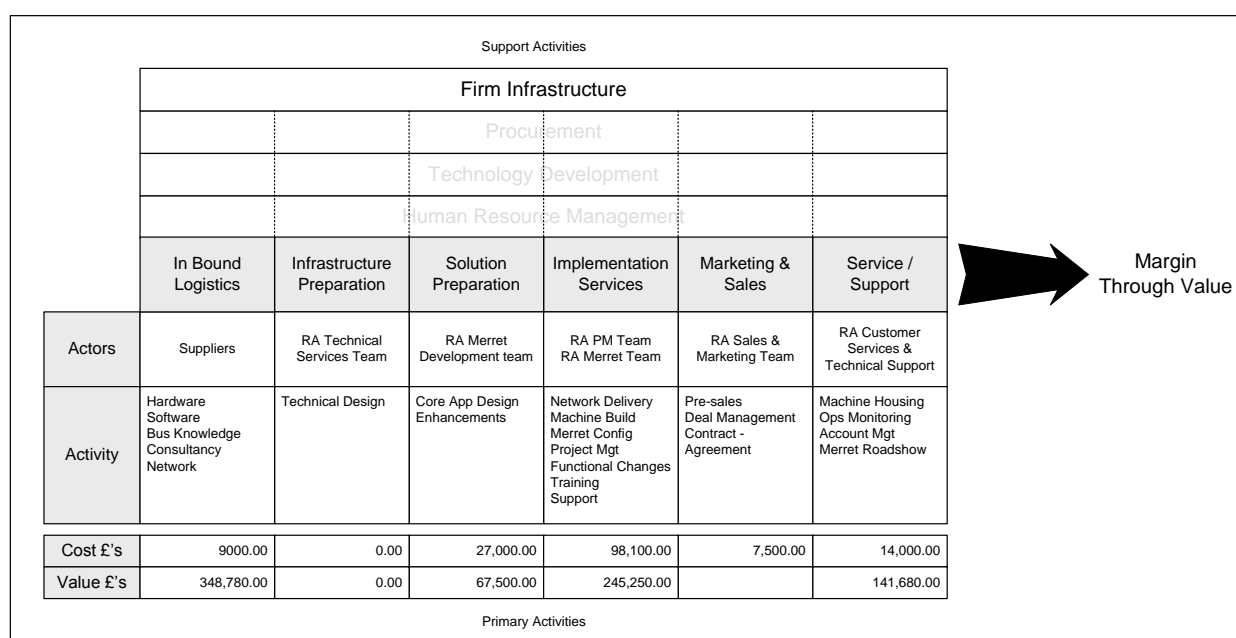 Support Activities
Firm Infrastructure
Procurement
Technology Development
Human Resource Management
In Bound
Logistics
Infrastructure
Preparation
Solution
Preparation
Implementation
Services
Marketing &
Sales
Service /
Support
Margin
Through Value
Actors
Suppliers
RA Technical
Services Team
RA Merret
Development team
RA PM Team
RA Merret Team
RA Sales &
Marketing Team
RA Customer
Services &
Technical Support
Activity
Hardware
Software
Bus Knowledge
Consultancy
Network
Technical Design
Core App Design
Enhancements
Network Delivery
Machine Build
Merret Config
Project Mgt
Functional Changes
Training
Support
Pre-sales
Deal Management
Contract -
Agreement
Machine Housing
Ops Monitoring
Account Mgt
Merret Roadshow
Cost £'s
9000.00
0.00
27,000.00
98,100.00
7,500.00
14,000.00
Value £'s
348,780.00
0.00
67,500.00
245,250.00
141,680.00
Primary Activities